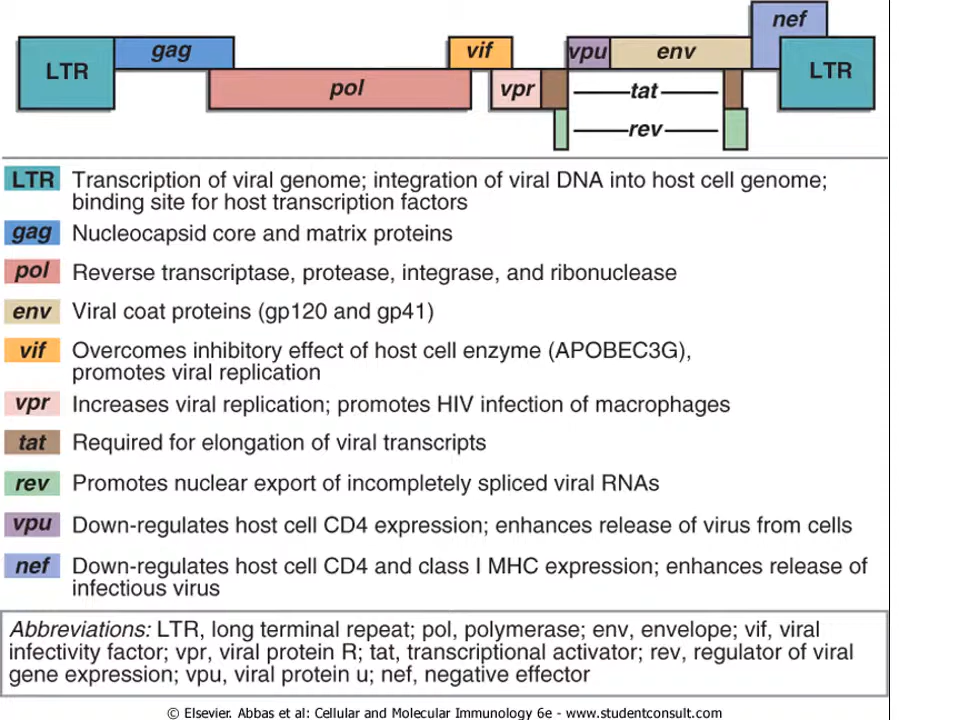 nef
gag
vif
vpu
env
LTR
LTR
pol
vpr
tat
rev
LTR Transcription of viral genome; integration of viral DNA into host cell genome;
binding site for host transcription factors
gag Nucleocapsid core and matrix proteins
pol Reverse transcriptase, protease, integrase, and ribonuclease
env Viral coat proteins (gp120 and gp41)
vif Overcomes inhibitory effect of host cell enzyme (APOBEC3G),
promotes viral replication
vpr Increases viral replication; promotes HIV infection of macrophages
tat Required for elongation of viral transcripts
rev Promotes nuclear export of incompletely spliced viral RNAs
vpu Down-regulates host cell CD4 expression; enhances release of virus from cells
nef Down-regulates host cell CD4 and class I MHC expression; enhances release of
infectious virus
Abbreviations: LTR, long terminal repeat; pol, polymerase; env, envelope; vif, viral
infectivity factor; vpr, viral protein R; tat, transcriptional activator; rev, regulator of viral
gene expression; vpu, viral protein u; nef, negative effector
© Elsevier. Abbas et al: Cellular and Molecular Immunology 6e - www.studentconsult.com